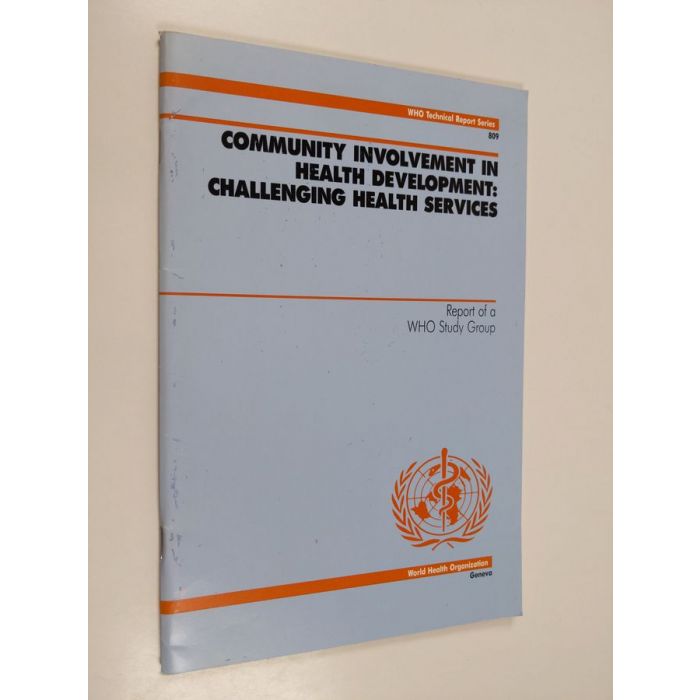 WHO Technical Report Series
809
COMMUNITY INVOLVEMENT IN
HEALTH DEVELOPMENT:
CHALLENGING HEALTH SERVICES
Report of a
WHO Study Group
World Health Organization
Geneva